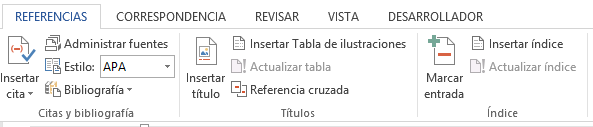 REFERENCIAS CORRESPONDENCIA REVISAR VISTA DESARROLLADOR
Insertar cita
Administrar fuentes
Estilo: APA
Bibliografía
Citas y bibliografía
Insertar título
Insertar Tabla de ilustraciones
Actualizar tabla
Referencia cruzada
Títulos
Marcar entrada
Insertar índice
Actualizar índice
Índice